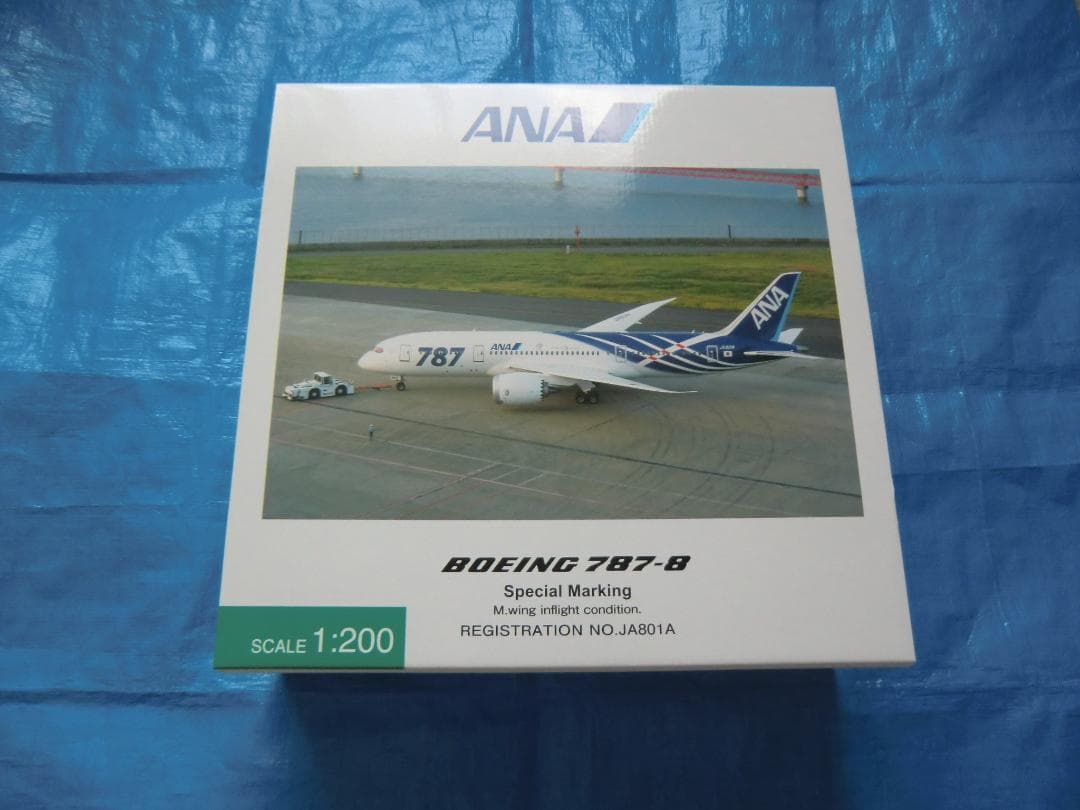 ANA
787
ANA
ANA
BOEING 787-8
Special Marking
M.wing inflight condition.
REGISTRATION NO.JA801A
SCALE 1:200